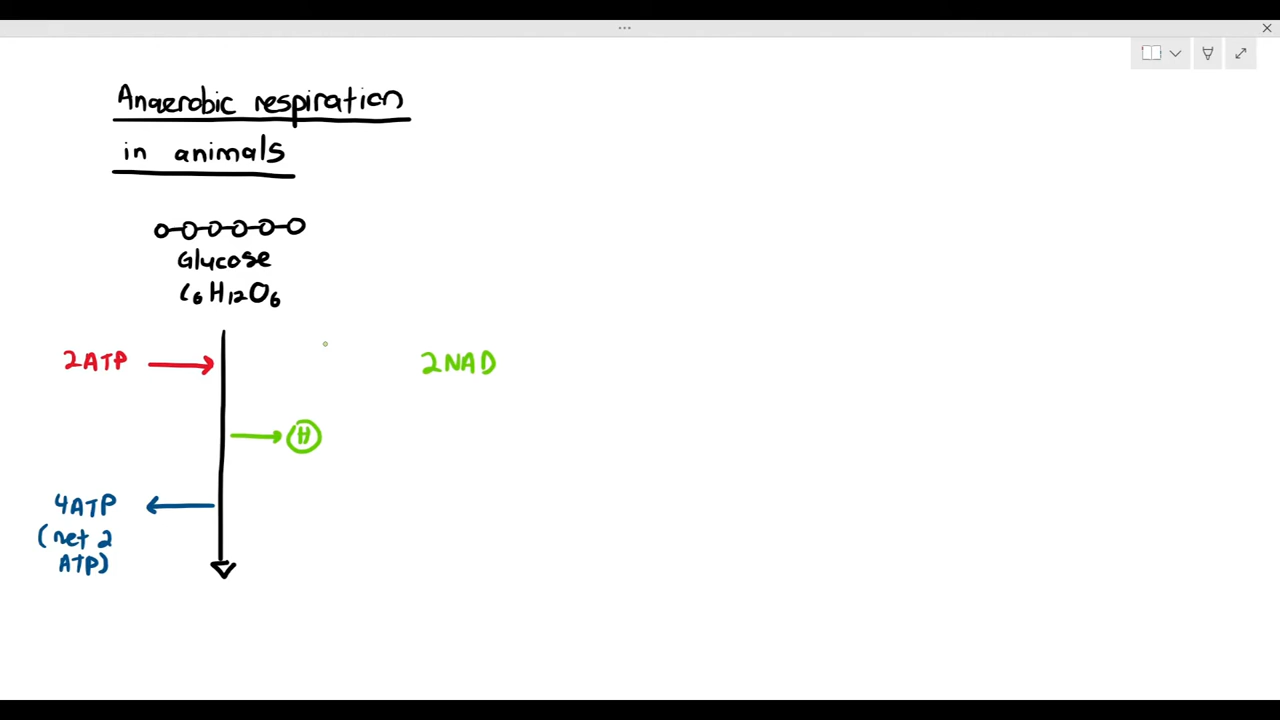 Anaerobic respiration
in animals
Glucose
C₆H₁₂O₆
2ATP
2NAD
H
4ATP
(net 2
ATP)